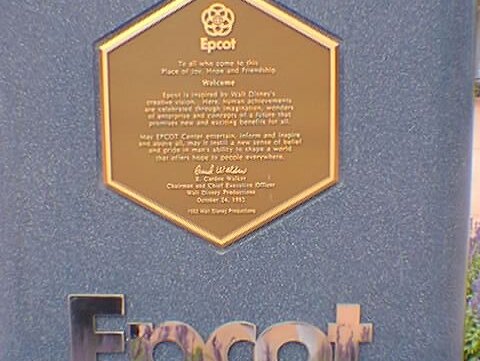 Epcot
To all who come to this
Place of Joy, Hope and Friendship
Welcome
Epcot is inspired by Walt Disney's
creative vision. Here, human achievements
are celebrated through imagination, wonders
of enterprise and concepts of a future that
promises new and exciting benefits for all.
May EPCOT Center entertain, inform and inspire
and above all, may it instill a new sense of belief
and pride in man's ability to shape a world
that offers hope to people everywhere.
E. Cardon Walker
Chairman and Chief Executive Officer
Walt Disney Productions
October 24, 1982
1982 Walt Disney Productions
Epcot